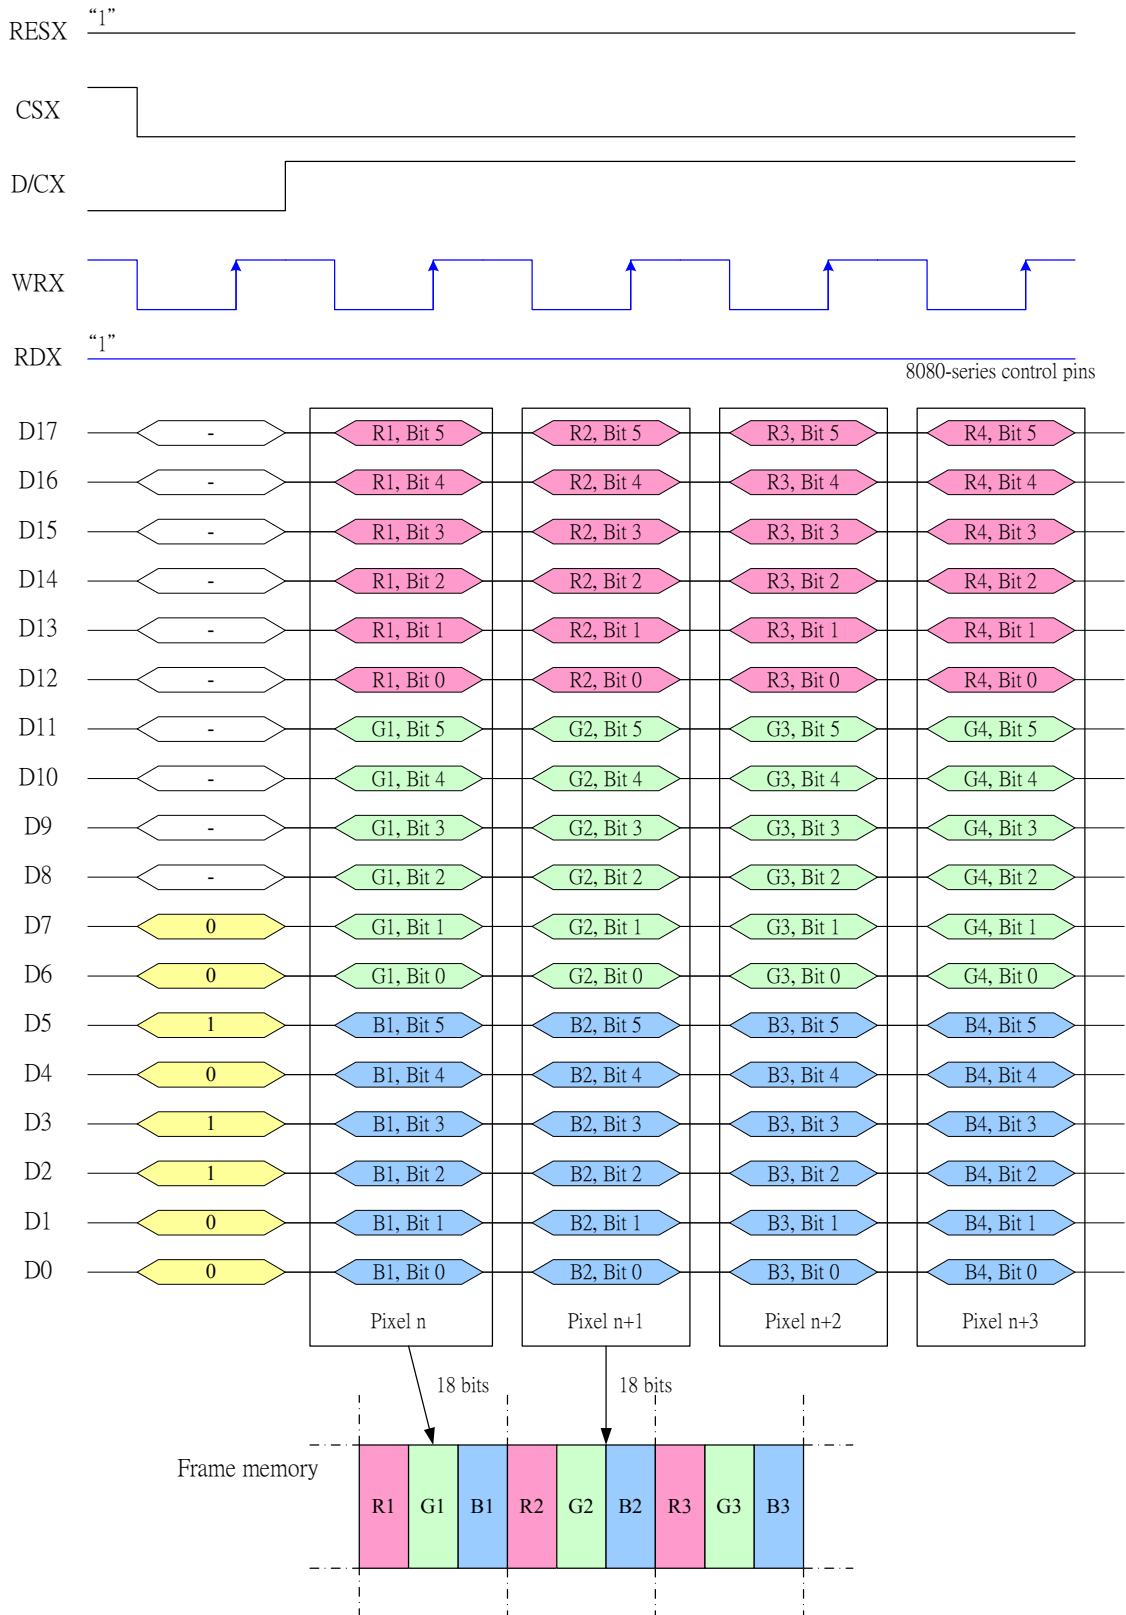 RESX "1"
CSX
D/CX
WRX
RDX "1"
8080-series control pins
D17 - R1, Bit 5 R2, Bit 5 R3, Bit 5 R4, Bit 5
D16 - R1, Bit 4 R2, Bit 4 R3, Bit 4 R4, Bit 4
D15 - R1, Bit 3 R2, Bit 3 R3, Bit 3 R4, Bit 3
D14 - R1, Bit 2 R2, Bit 2 R3, Bit 2 R4, Bit 2
D13 - R1, Bit 1 R2, Bit 1 R3, Bit 1 R4, Bit 1
D12 - R1, Bit 0 R2, Bit 0 R3, Bit 0 R4, Bit 0
D11 - G1, Bit 5 G2, Bit 5 G3, Bit 5 G4, Bit 5
D10 - G1, Bit 4 G2, Bit 4 G3, Bit 4 G4, Bit 4
D9 - G1, Bit 3 G2, Bit 3 G3, Bit 3 G4, Bit 3
D8 - G1, Bit 2 G2, Bit 2 G3, Bit 2 G4, Bit 2
D7 0 G1, Bit 1 G2, Bit 1 G3, Bit 1 G4, Bit 1
D6 0 G1, Bit 0 G2, Bit 0 G3, Bit 0 G4, Bit 0
D5 1 B1, Bit 5 B2, Bit 5 B3, Bit 5 B4, Bit 5
D4 0 B1, Bit 4 B2, Bit 4 B3, Bit 4 B4, Bit 4
D3 1 B1, Bit 3 B2, Bit 3 B3, Bit 3 B4, Bit 3
D2 1 B1, Bit 2 B2, Bit 2 B3, Bit 2 B4, Bit 2
D1 0 B1, Bit 1 B2, Bit 1 B3, Bit 1 B4, Bit 1
D0 0 B1, Bit 0 B2, Bit 0 B3, Bit 0 B4, Bit 0
Pixel n Pixel n+1 Pixel n+2 Pixel n+3
18 bits 18 bits
Frame memory
R1 G1 B1 R2 G2 B2 R3 G3 B3